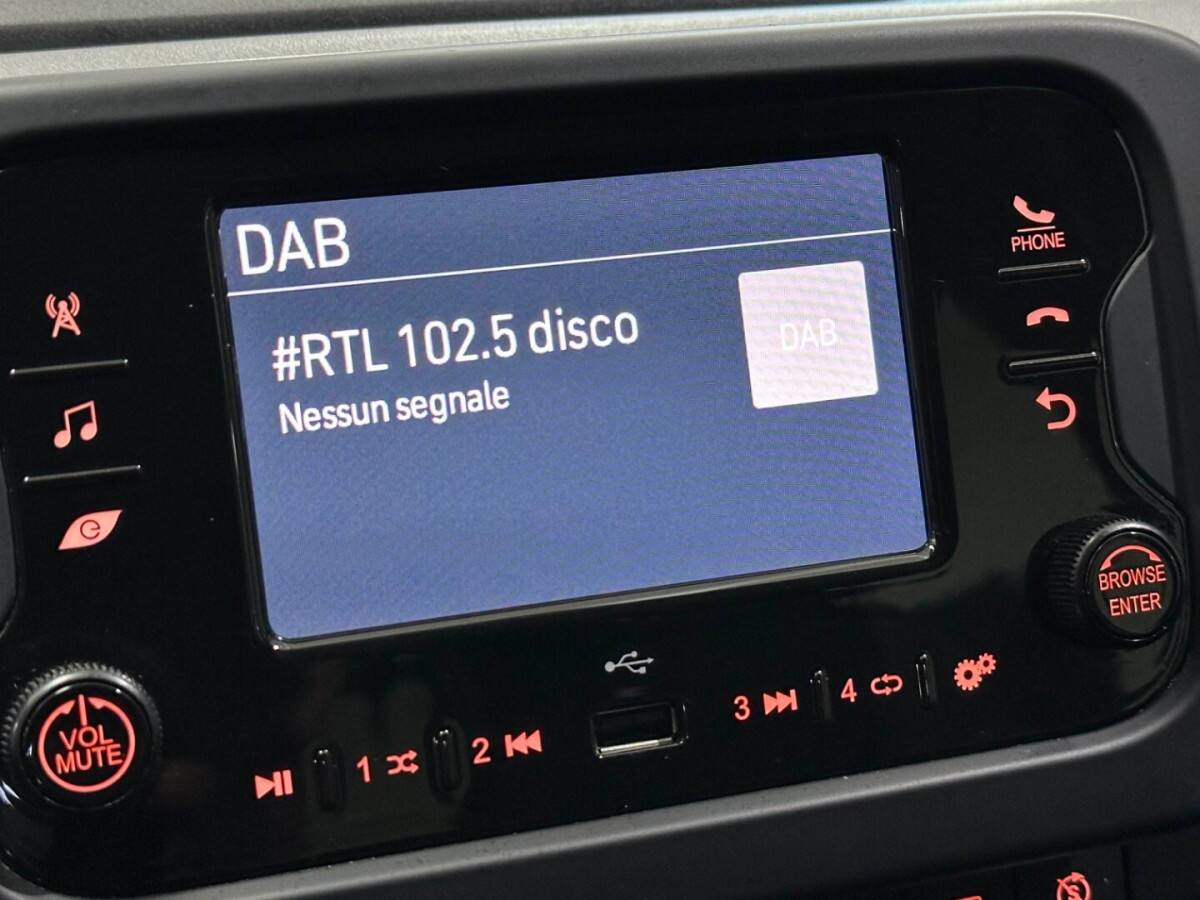 DAB
#RTL 102.5 disco
Nessun segnale
DAB
PHONE
BROWSE
ENTER
VOL
MUTE
1
2
3
4